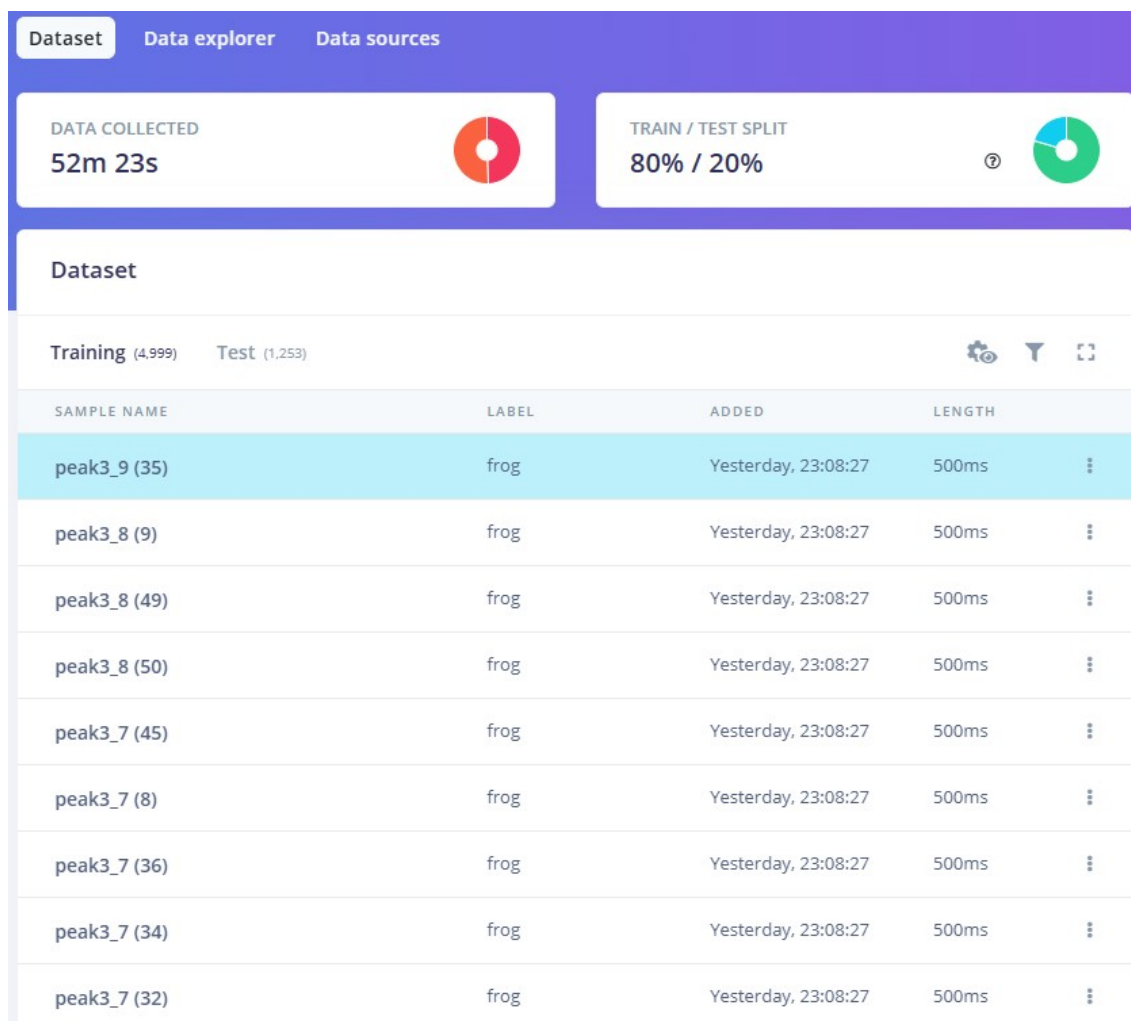 Dataset Data explorer Data sources
DATA COLLECTED
52m 23s
TRAIN / TEST SPLIT
80% / 20%
Dataset
Training (4,999) Test (1,253)
SAMPLE NAME LABEL ADDED LENGTH
peak3_9 (35) frog Yesterday, 23:08:27 500ms
peak3_8 (9) frog Yesterday, 23:08:27 500ms
peak3_8 (49) frog Yesterday, 23:08:27 500ms
peak3_8 (50) frog Yesterday, 23:08:27 500ms
peak3_7 (45) frog Yesterday, 23:08:27 500ms
peak3_7 (8) frog Yesterday, 23:08:27 500ms
peak3_7 (36) frog Yesterday, 23:08:27 500ms
peak3_7 (34) frog Yesterday, 23:08:27 500ms
peak3_7 (32) frog Yesterday, 23:08:27 500ms